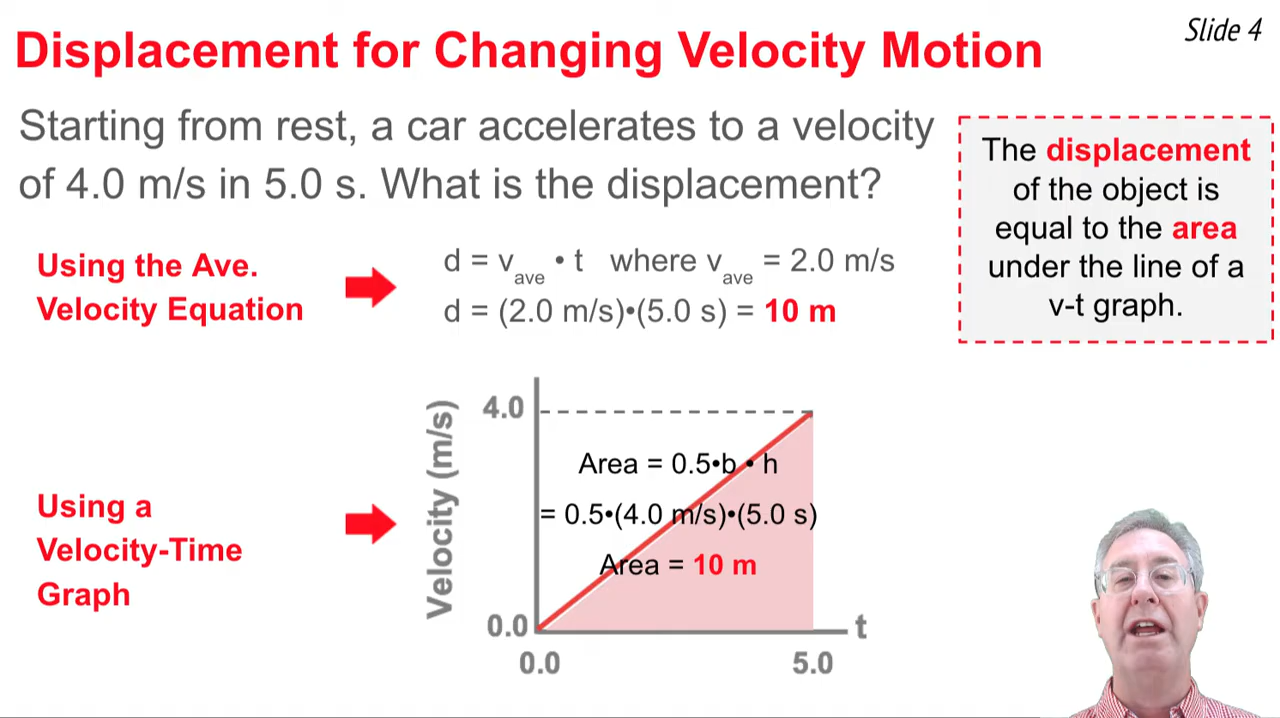 Slide 4
Displacement for Changing Velocity Motion
Starting from rest, a car accelerates to a velocity
of 4.0 m/s in 5.0 s. What is the displacement?
The displacement
of the object is
equal to the area
under the line of a
v-t graph.
Using the Ave.
Velocity Equation
d = v_ave • t where v_ave = 2.0 m/s
d = (2.0 m/s)•(5.0 s) = 10 m
Using a
Velocity-Time
Graph
Velocity (m/s)
4.0
Area = 0.5•b • h
= 0.5•(4.0 m/s)•(5.0 s)
Area = 10 m
0.0
t
0.0
5.0